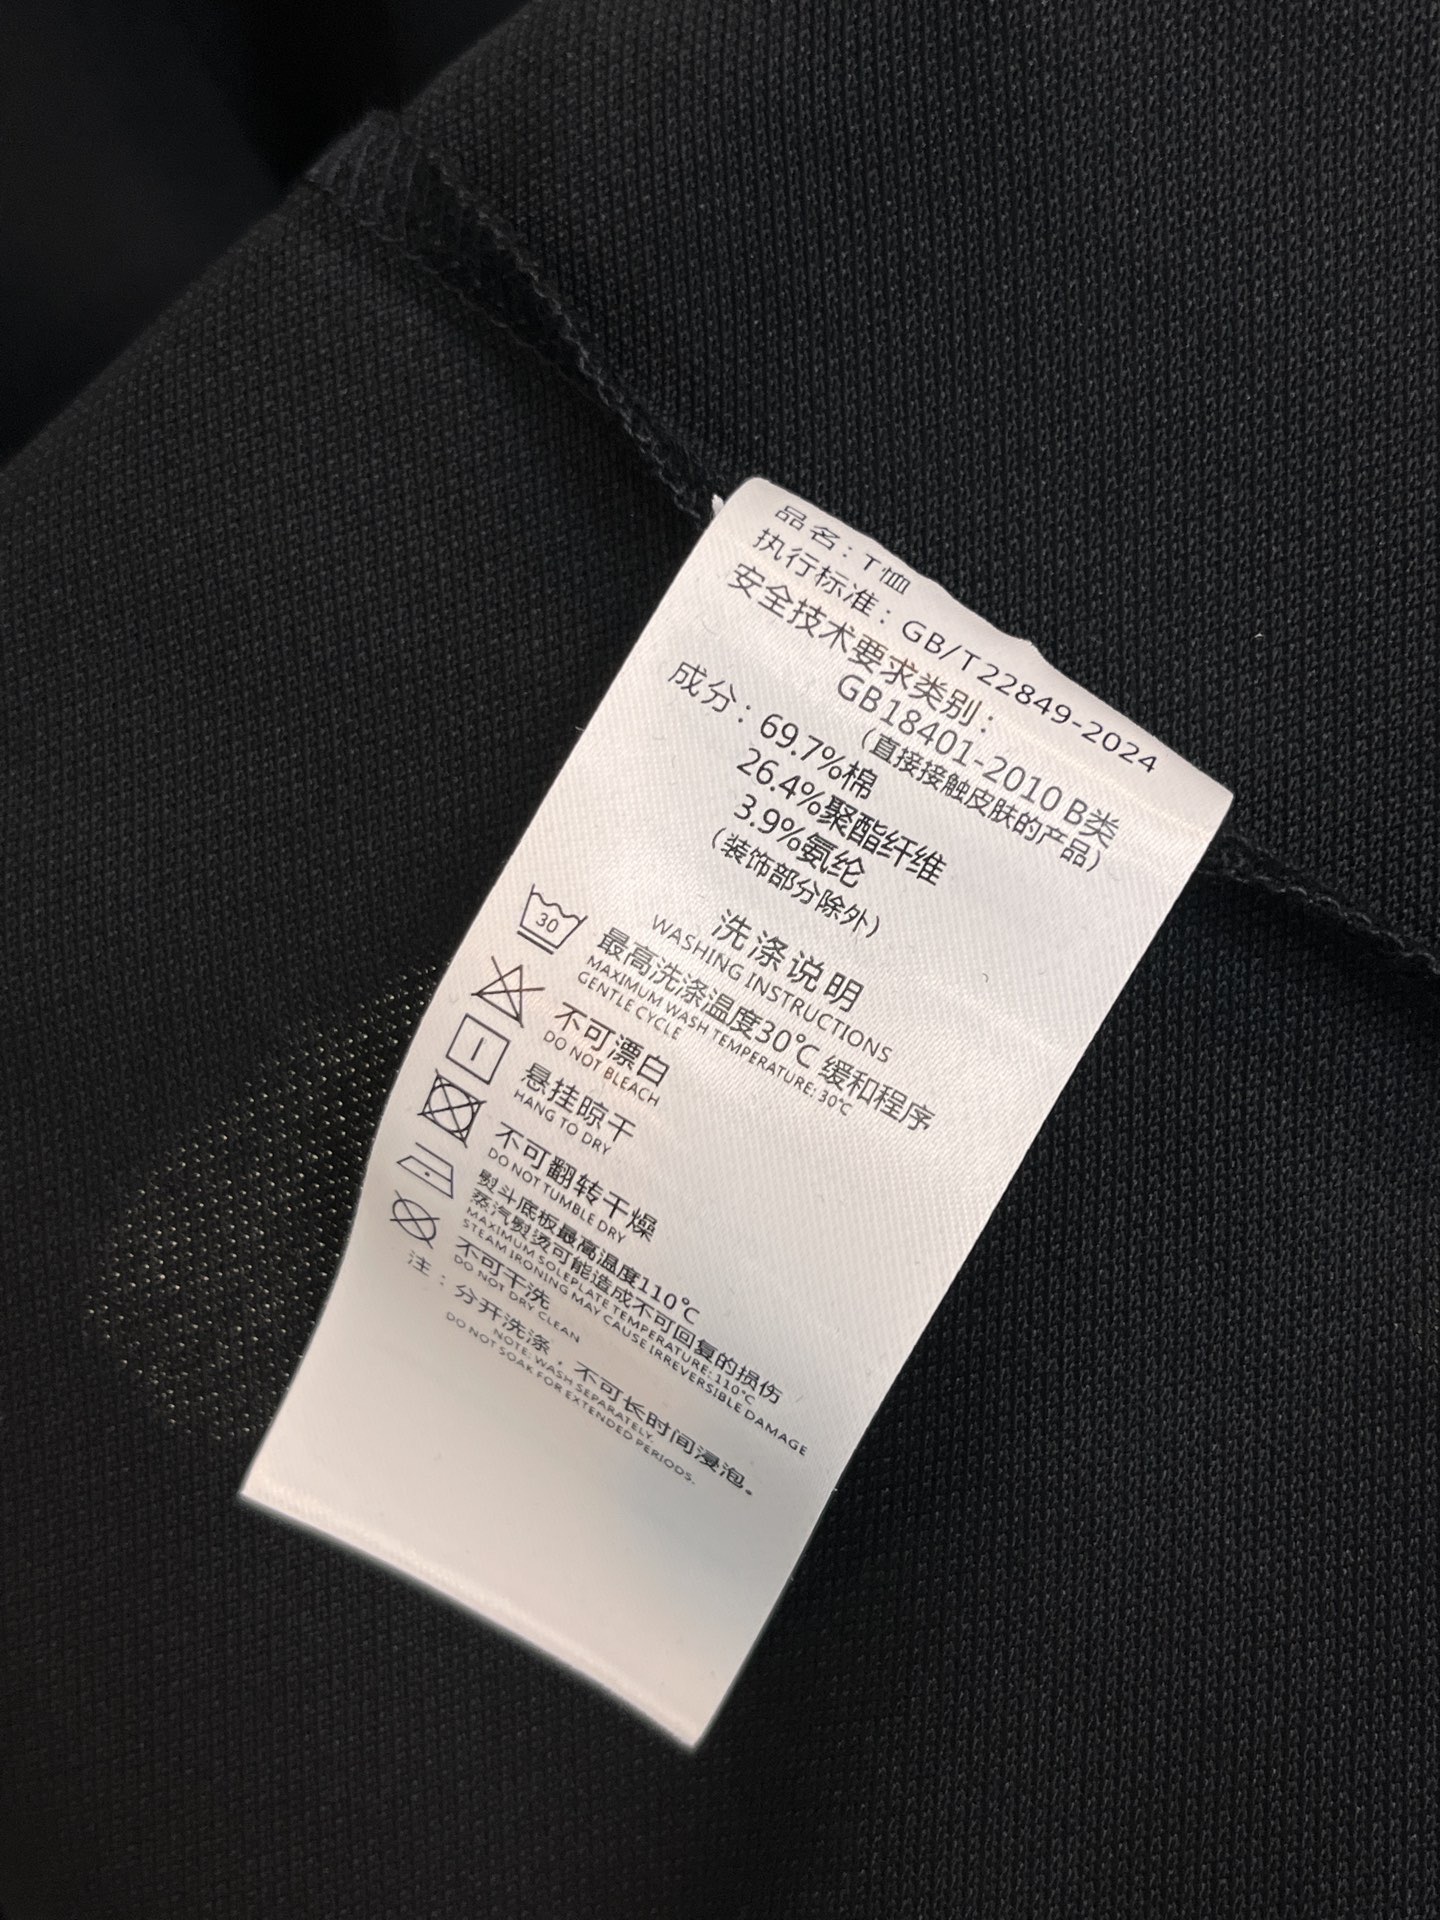 品名：T恤
执行标准：GB/T22849-2024
安全技术要求类别：
GB18401-2010 B类
（直接接触皮肤的产品）
成分：69.7%棉
26.4%聚酯纤维
3.9%氨纶
（装饰部分除外）
洗涤说明
WASHING INSTRUCTIONS
30
最高洗涤温度30℃ 缓和程序
MAXIMUM WASH TEMPERATURE: 30℃
GENTLE CYCLE
不可漂白
DO NOT BLEACH
悬挂晾干
HANG TO DRY
不可翻转干燥
DO NOT TUMBLE DRY
熨斗底板最高温度110℃
蒸汽熨烫可能造成不可回复的损伤
MAXIMUM SOLEPLATE TEMPERATURE: 110℃
STEAM IRONING MAY CAUSE IRREVERSIBLE DAMAGE
不可干洗
DO NOT DRY CLEAN
注：分开洗涤，不可长时间浸泡。
NOTE: WASH SEPARATELY.
DO NOT SOAK FOR EXTENDED PERIODS.